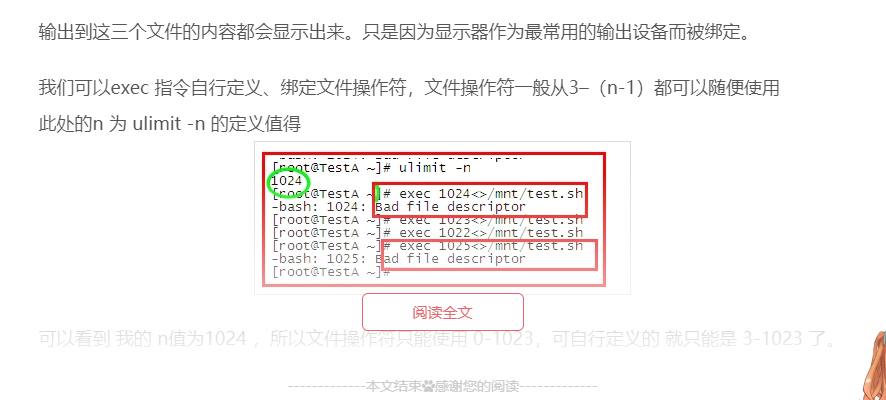 输出到这三个文件的内容都会显示出来。只是因为显示器作为最常用的输出设备而被绑定。
我们可以exec 指令自行定义、绑定文件操作符，文件操作符一般从3–（n-1）都可以随便使用
此处的n 为 ulimit -n 的定义值得
[root@TestA ~]# ulimit -n
1024
[root@TestA ~]# exec 1024<>/mnt/test.sh
-bash: 1024: Bad file descriptor
[root@TestA ~]# exec 1023<>/mnt/test.sh
[root@TestA ~]# exec 1022<>/mnt/test.sh
[root@TestA ~]# exec 1025<>/mnt/test.sh
-bash: 1025: Bad file descriptor
[root@TestA ~]#
阅读全文
可以看到 我的 n值为1024 ，所以文件操作符只能使用 0-1023，可自行定义的 就只能是 3-1023 了。
-------------本文结束感谢您的阅读-------------